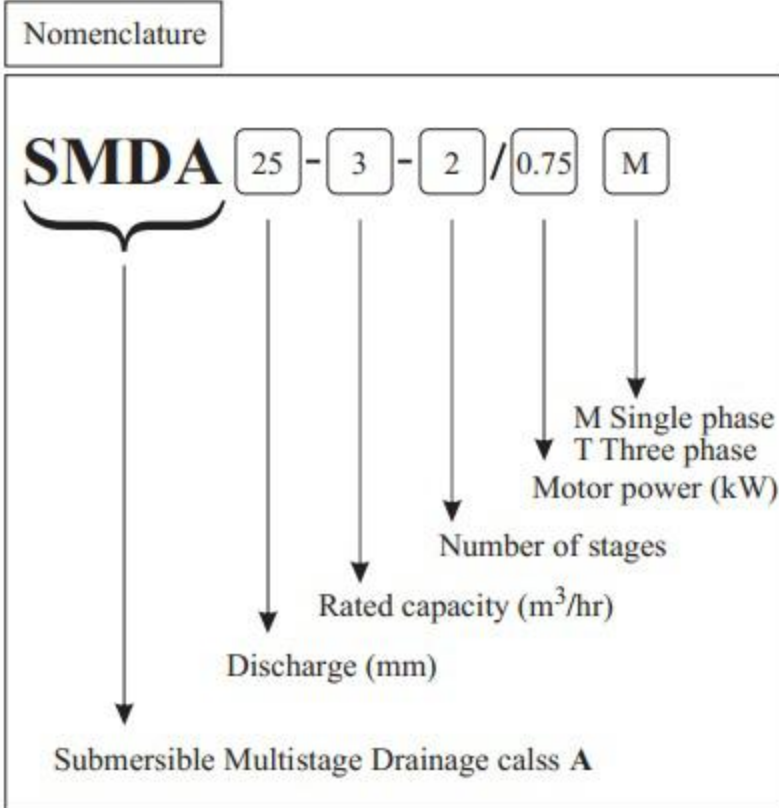 Nomenclature
SMDA 25 - 3 - 2 / 0.75 M
M Single phase
T Three phase
Motor power (kW)
Number of stages
Rated capacity (m³/hr)
Discharge (mm)
Submersible Multistage Drainage calss A